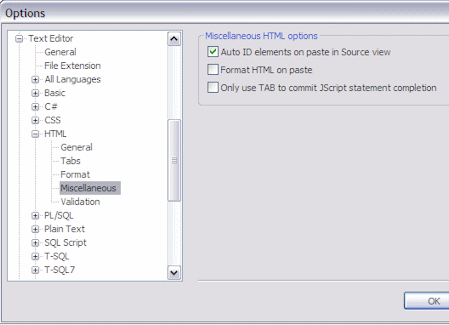 Options
Text Editor
General
File Extension
All Languages
Basic
C#
CSS
HTML
General
Tabs
Format
Miscellaneous
Validation
PL/SQL
Plain Text
SQL Script
T-SQL
T-SQL7
Miscellaneous HTML options
Auto ID elements on paste in Source view
Format HTML on paste
Only use TAB to commit JScript statement completion
OK